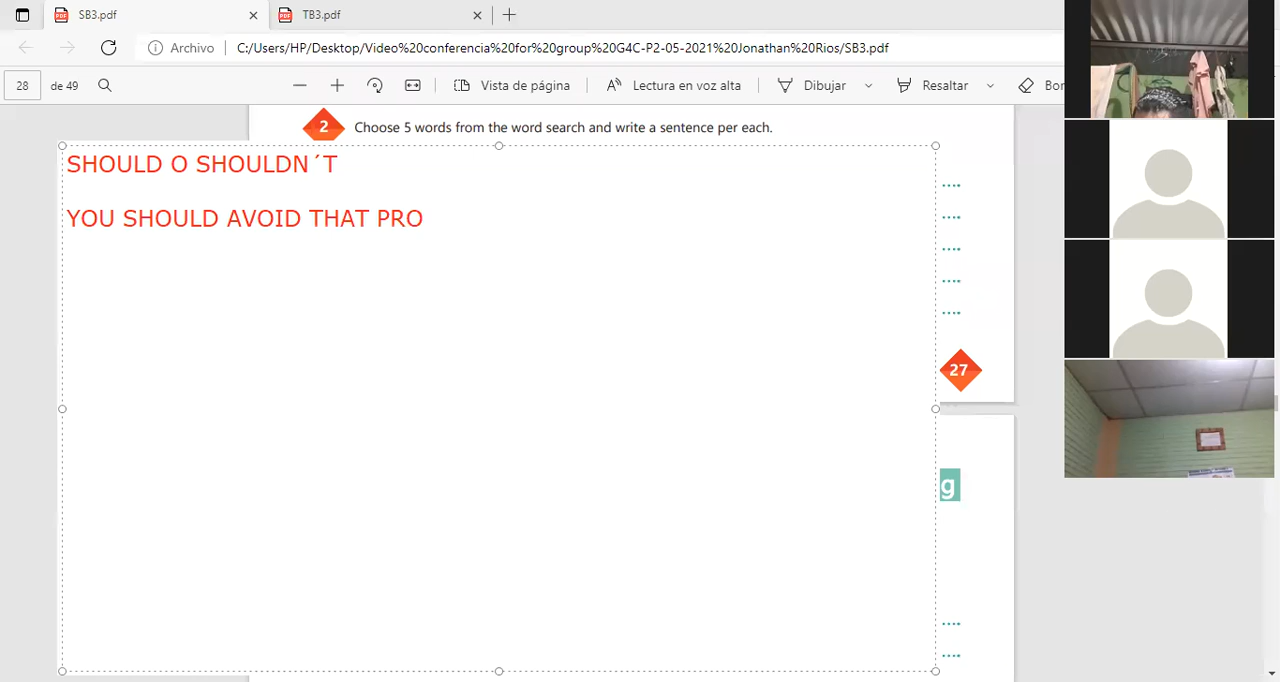 SB3.pdf
TB3.pdf
Archivo
C:/Users/HP/Desktop/Video%20conferencia%20for%20group%20G4C-P2-05-2021%20Jonathan%20Rios/SB3.pdf
28 de 49
Vista de página
Lectura en voz alta
Dibujar
Resaltar
Bor
2 Choose 5 words from the word search and write a sentence per each.
SHOULD O SHOULDN´T
YOU SHOULD AVOID THAT PRO
27
g